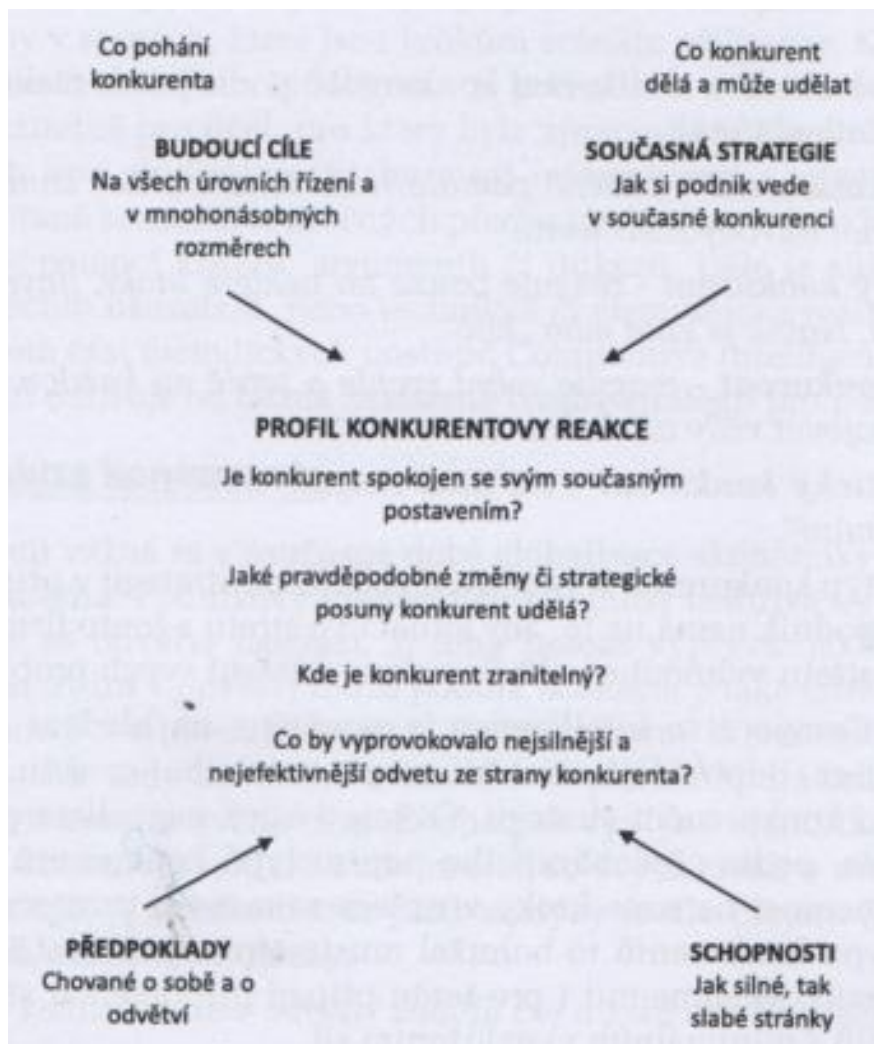 Co pohání
konkurenta
Co konkurent
dělá a může udělat
BUDOUCÍ CÍLE
Na všech úrovních řízení a
v mnohonásobných
rozměrech
SOUČASNÁ STRATEGIE
Jak si podnik vede
v současné konkurenci
PROFIL KONKURENTOVY REAKCE
Je konkurent spokojen se svým současným
postavením?
Jaké pravděpodobné změny či strategické
posuny konkurent udělá?
Kde je konkurent zranitelný?
Co by vyprovokovalo nejsilnější a
nejefektivnější odvetu ze strany konkurenta?
PŘEDPOKLADY
Chované o sobě a o
odvětví
SCHOPNOSTI
Jak silné, tak
slabé stránky